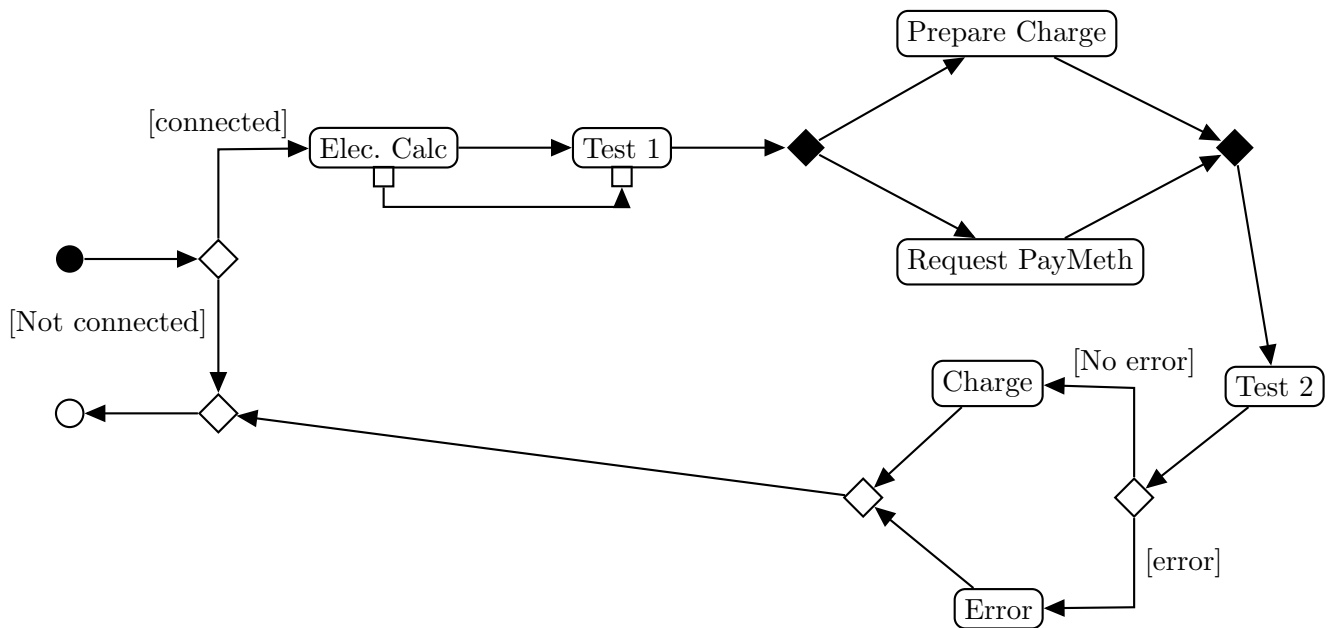 Prepare Charge
[connected]
Elec. Calc
Test 1
Request PayMeth
[Not connected]
[No error]
Charge
Test 2
[error]
Error